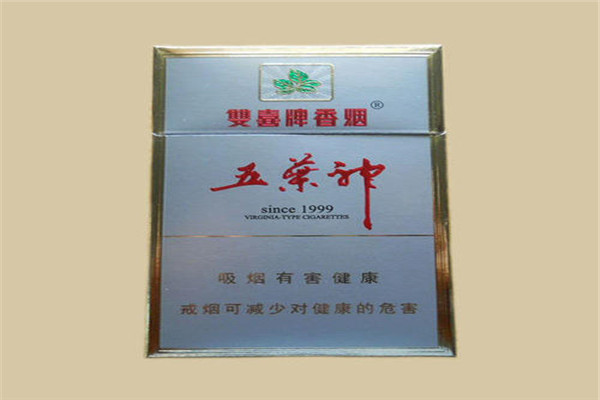 雙喜牌香烟®
五葉神
since 1999
VIRGINIA-TYPE CIGARETTES
吸烟有害健康
戒烟可减少对健康的危害